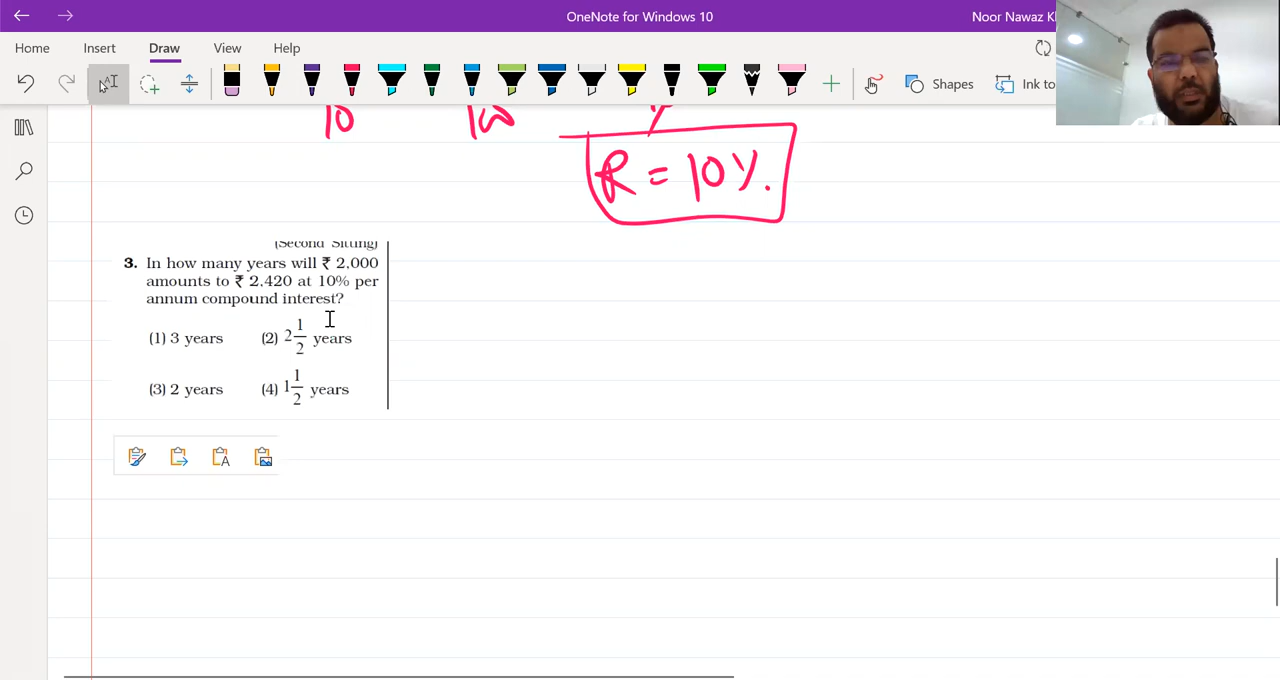 OneNote for Windows 10
Noor Nawaz Kh
Home Insert Draw View Help
Shapes
Ink to
10 100
R = 10%.
(Second Sitting)
3. In how many years will ₹ 2,000
amounts to ₹ 2,420 at 10% per
annum compound interest?
(1) 3 years (2) 2 1/2 years
(3) 2 years (4) 1 1/2 years